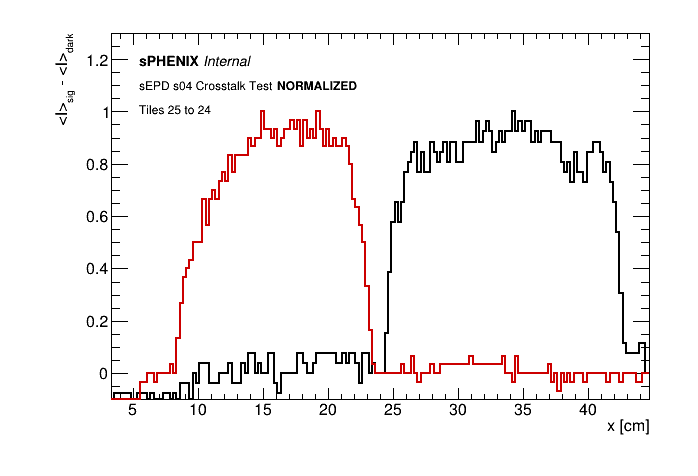 <I>sig - <I>dark
1.2
sPHENIX Internal
sEPD s04 Crosstalk Test NORMALIZED
1
Tiles 25 to 24
0.8
0.6
0.4
0.2
0
5 10 15 20 25 30 35 40
x [cm]